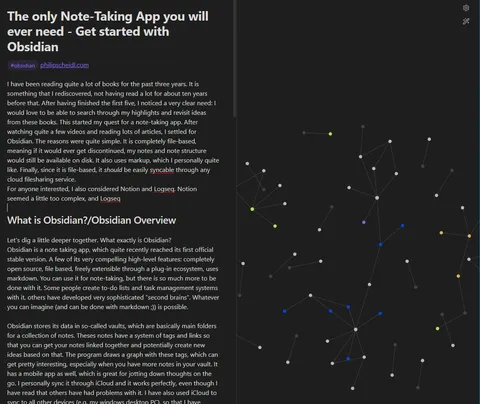 The only Note-Taking App you will
ever need - Get started with
Obsidian
#obsidian philoscheidl.com
I have been reading quite a lot of books for the past three years. It is
something that I rediscovered, not having read a lot for about ten years
before that. After having finished the first five, I noticed a very clear need: I
would love to be able to search through my highlights and revisit ideas
from these books. This started my quest for a note-taking app. After
watching quite a few videos and reading lots of articles, I settled for
Obsidian. The reasons were quite simple. It is completely file-based,
meaning if it would ever get discontinued, my notes and note structure
would still be available on disk. It also uses markup, which I personally quite
like. Finally, since it is file-based, it should be easily syncable through any
cloud filesharing service.
For anyone interested, I also considered Notion and Logseq. Notion
seemed a little too complex, and Logseq
What is Obsidian?/Obsidian Overview
Let's dig a little deeper together. What exactly is Obsidian?
Obsidian is a note taking app, which quite recently reached its first official
stable version. A few of its very compelling high-level features: completely
open source, file based, freely extensible through a plug-in ecosystem, uses
markdown. You can use it for note-taking, but there is so much more to be
done with it. Some people create to-do lists and task management systems
with it, others have developed very sophisticated "second brains". Whatever
you can imagine (and can be done with markdown ;)) is possible.
Obsidian stores its data in so-called vaults, which are basically main folders
for a collection of notes. Theses notes have a system of tags and links so
that you can get your notes linked together and potentially create new
ideas based on that. The program draws a graph with these tags, which can
get pretty interesting, especially when you have more notes in your vault. It
has a mobile app as well, which is great for jotting down thoughts on the
go. I personally sync it through iCloud and it works perfectly, even though I
have read that others have had problems with it. I have also used iCloud to
sync to all other devices (e.g. my windows desktop PC), so that I have